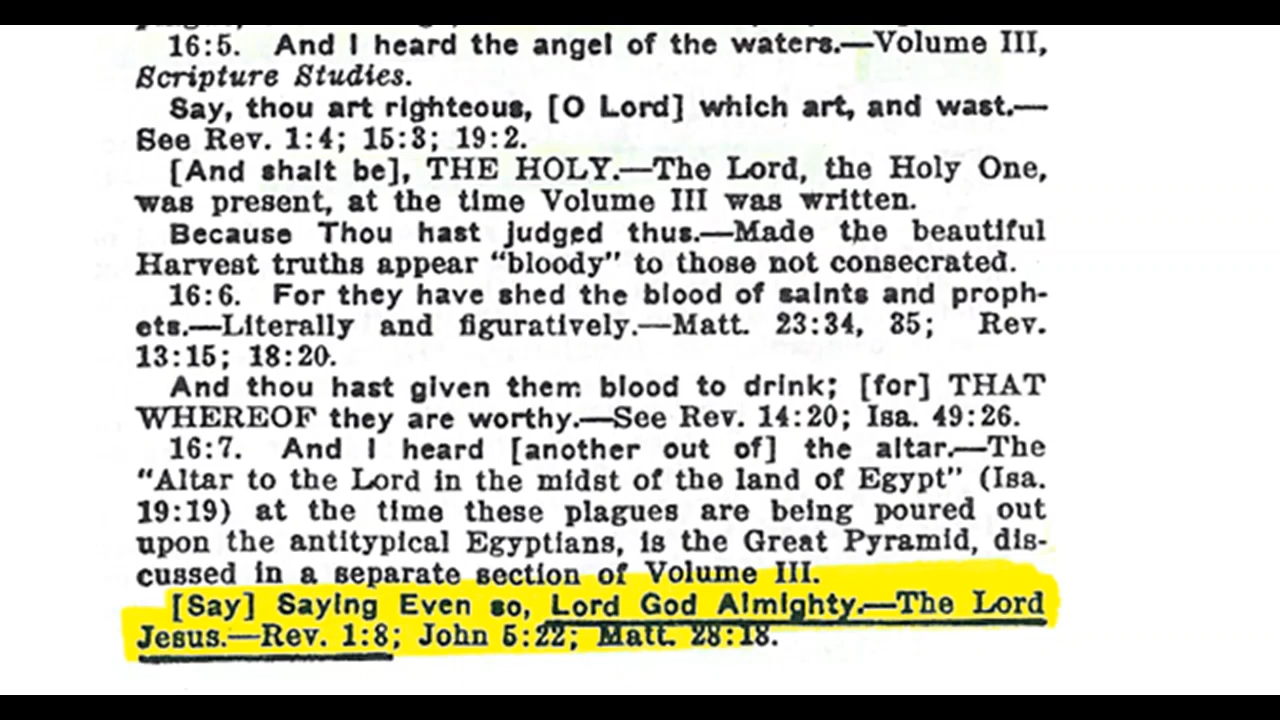 16:5. And I heard the angel of the waters.—Volume III,
Scripture Studies.
Say, thou art righteous, [O Lord] which art, and wast.—
See Rev. 1:4; 15:3; 19:2.
[And shalt be], THE HOLY.—The Lord, the Holy One,
was present, at the time Volume III was written.
Because Thou hast judged thus.—Made the beautiful
Harvest truths appear “bloody” to those not consecrated.
16:6. For they have shed the blood of saints and proph-
ets.—Literally and figuratively.—Matt. 23:34, 35; Rev.
13:15; 18:20.
And thou hast given them blood to drink; [for] THAT
WHEREOF they are worthy.—See Rev. 14:20; Isa. 49:26.
16:7. And I heard [another out of] the altar.—The
“Altar to the Lord in the midst of the land of Egypt” (Isa.
19:19) at the time these plagues are being poured out
upon the antitypical Egyptians, is the Great Pyramid, dis-
cussed in a separate section of Volume III.
[Say] Saying Even so, Lord God Almighty.—The Lord
Jesus.—Rev. 1:8; John 5:22; Matt. 28:18.